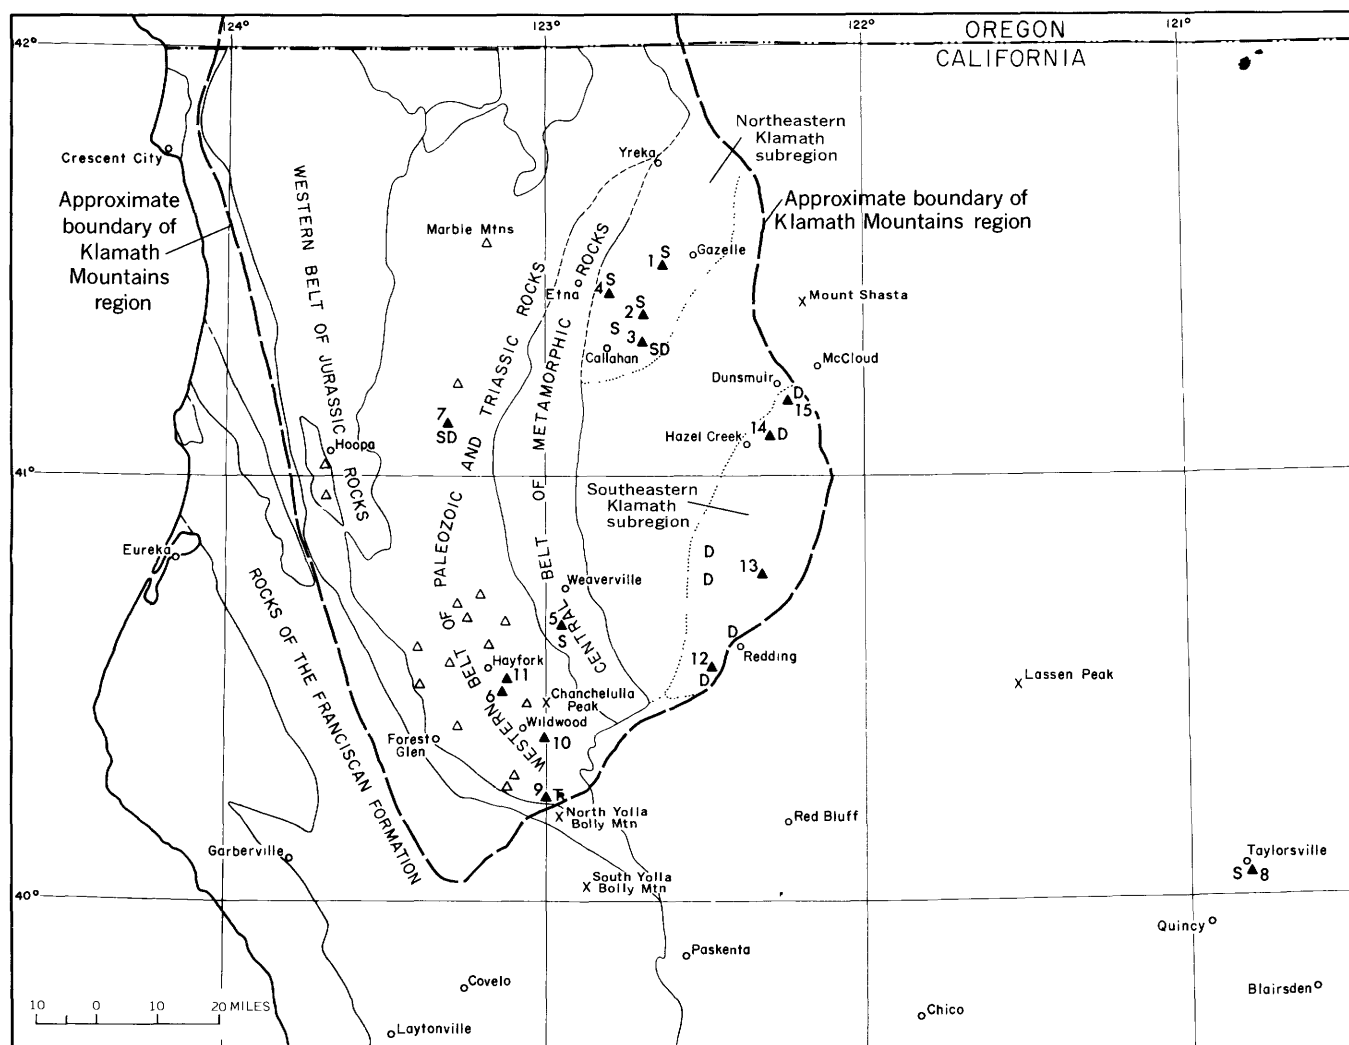 124°
123°
122°
121°
42°
OREGON
CALIFORNIA
Northeastern
Klamath
subregion
Crescent City
Yreka
WESTERN BELT OF JURASSIC ROCKS
Approximate
boundary of
Klamath
Mountains
region
Approximate boundary of
Klamath Mountains region
Marble Mtns
Gazelle
1 S
Etna
4 S
2 S
S
3 SD
Callahan
Mount Shasta
McCloud
Dunsmuir
D
15
14 D
Hazel Creek
7
SD
Hoopa
41°
WESTERN BELT OF PALEOZOIC AND TRIASSIC ROCKS
CENTRAL BELT OF METAMORPHIC ROCKS
Southeastern
Klamath
subregion
Eureka
D
D
13
ROCKS OF THE FRANCISCAN FORMATION
Weaverville
5
S
D
Redding
12
D
Hayfork
11
6
Chanchelulla
Peak
Lassen Peak
Wildwood
10
Forest
Glen
9
North Yolla
Bolly Mtn
Red Bluff
Garberville
South Yolla
Bolly Mtn
Taylorsville
S 8
40°
Quincy
Paskenta
Covelo
Blairsden
Chico
Laytonville
10 0 10 20 MILES